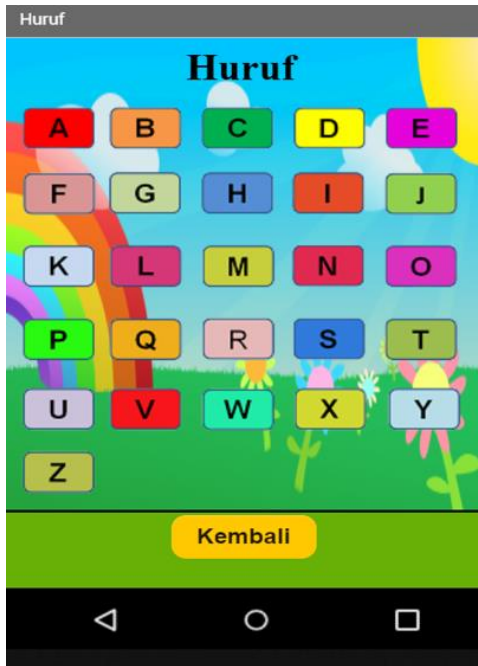 Huruf
Huruf
A B C D E
F G H I J
K L M N O
P Q R S T
U V W X Y
Z
Kembali